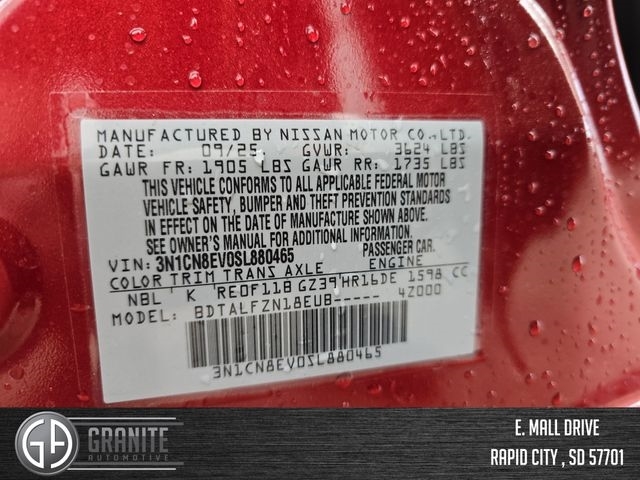 MANUFACTURED BY NISSAN MOTOR CO.,LTD.
DATE: 09/25 GVWR: 3624 LBS
GAWR FR: 1905 LBS GAWR RR: 1735 LBS
THIS VEHICLE CONFORMS TO ALL APPLICABLE FEDERAL MOTOR
VEHICLE SAFETY, BUMPER AND THEFT PREVENTION STANDARDS
IN EFFECT ON THE DATE OF MANUFACTURE SHOWN ABOVE.
SEE OWNER'S MANUAL FOR ADDITIONAL INFORMATION.
VIN: 3N1CN8EV0SL880465 PASSENGER CAR.
COLOR TRIM TRANS AXLE ENGINE
NBL K RE0F11B GZ39 HR16DE 1598 CC
MODEL: BDTALFZN18EUB----- 4Z000
3N1CN8EV0SL880465
GA GRANITE
AUTOMOTIVE
E. MALL DRIVE
RAPID CITY , SD 57701